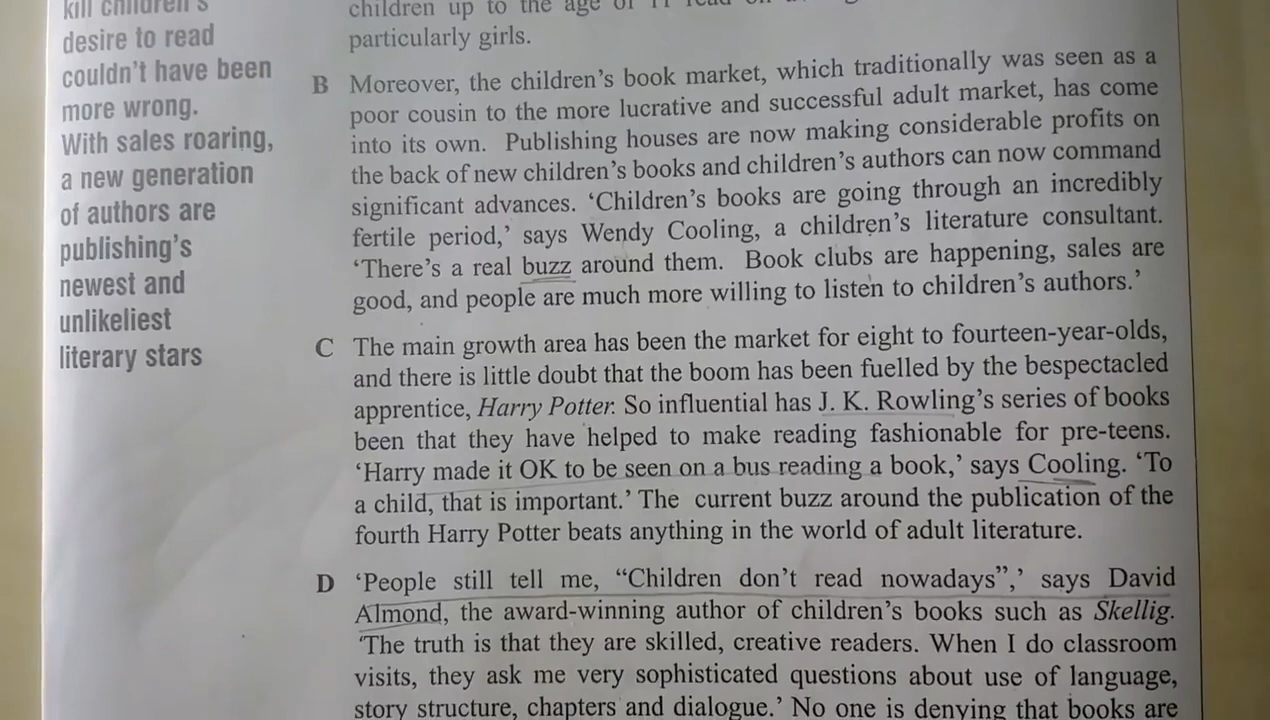 kill children's
desire to read
couldn't have been
more wrong.
With sales roaring,
a new generation
of authors are
publishing's
newest and
unlikeliest
literary stars
children up to the age of 11 read on
particularly girls.
B Moreover, the children's book market, which traditionally was seen as a
poor cousin to the more lucrative and successful adult market, has come
into its own. Publishing houses are now making considerable profits on
the back of new children's books and children's authors can now command
significant advances. 'Children's books are going through an incredibly
fertile period,' says Wendy Cooling, a children's literature consultant.
'There's a real buzz around them. Book clubs are happening, sales are
good, and people are much more willing to listen to children's authors.'
C The main growth area has been the market for eight to fourteen-year-olds,
and there is little doubt that the boom has been fuelled by the bespectacled
apprentice, Harry Potter. So influential has J. K. Rowling's series of books
been that they have helped to make reading fashionable for pre-teens.
'Harry made it OK to be seen on a bus reading a book,' says Cooling. 'To
a child, that is important.' The current buzz around the publication of the
fourth Harry Potter beats anything in the world of adult literature.
D 'People still tell me, "Children don't read nowadays",' says David
Almond, the award-winning author of children's books such as Skellig.
'The truth is that they are skilled, creative readers. When I do classroom
visits, they ask me very sophisticated questions about use of language,
story structure, chapters and dialogue.' No one is denying that books are